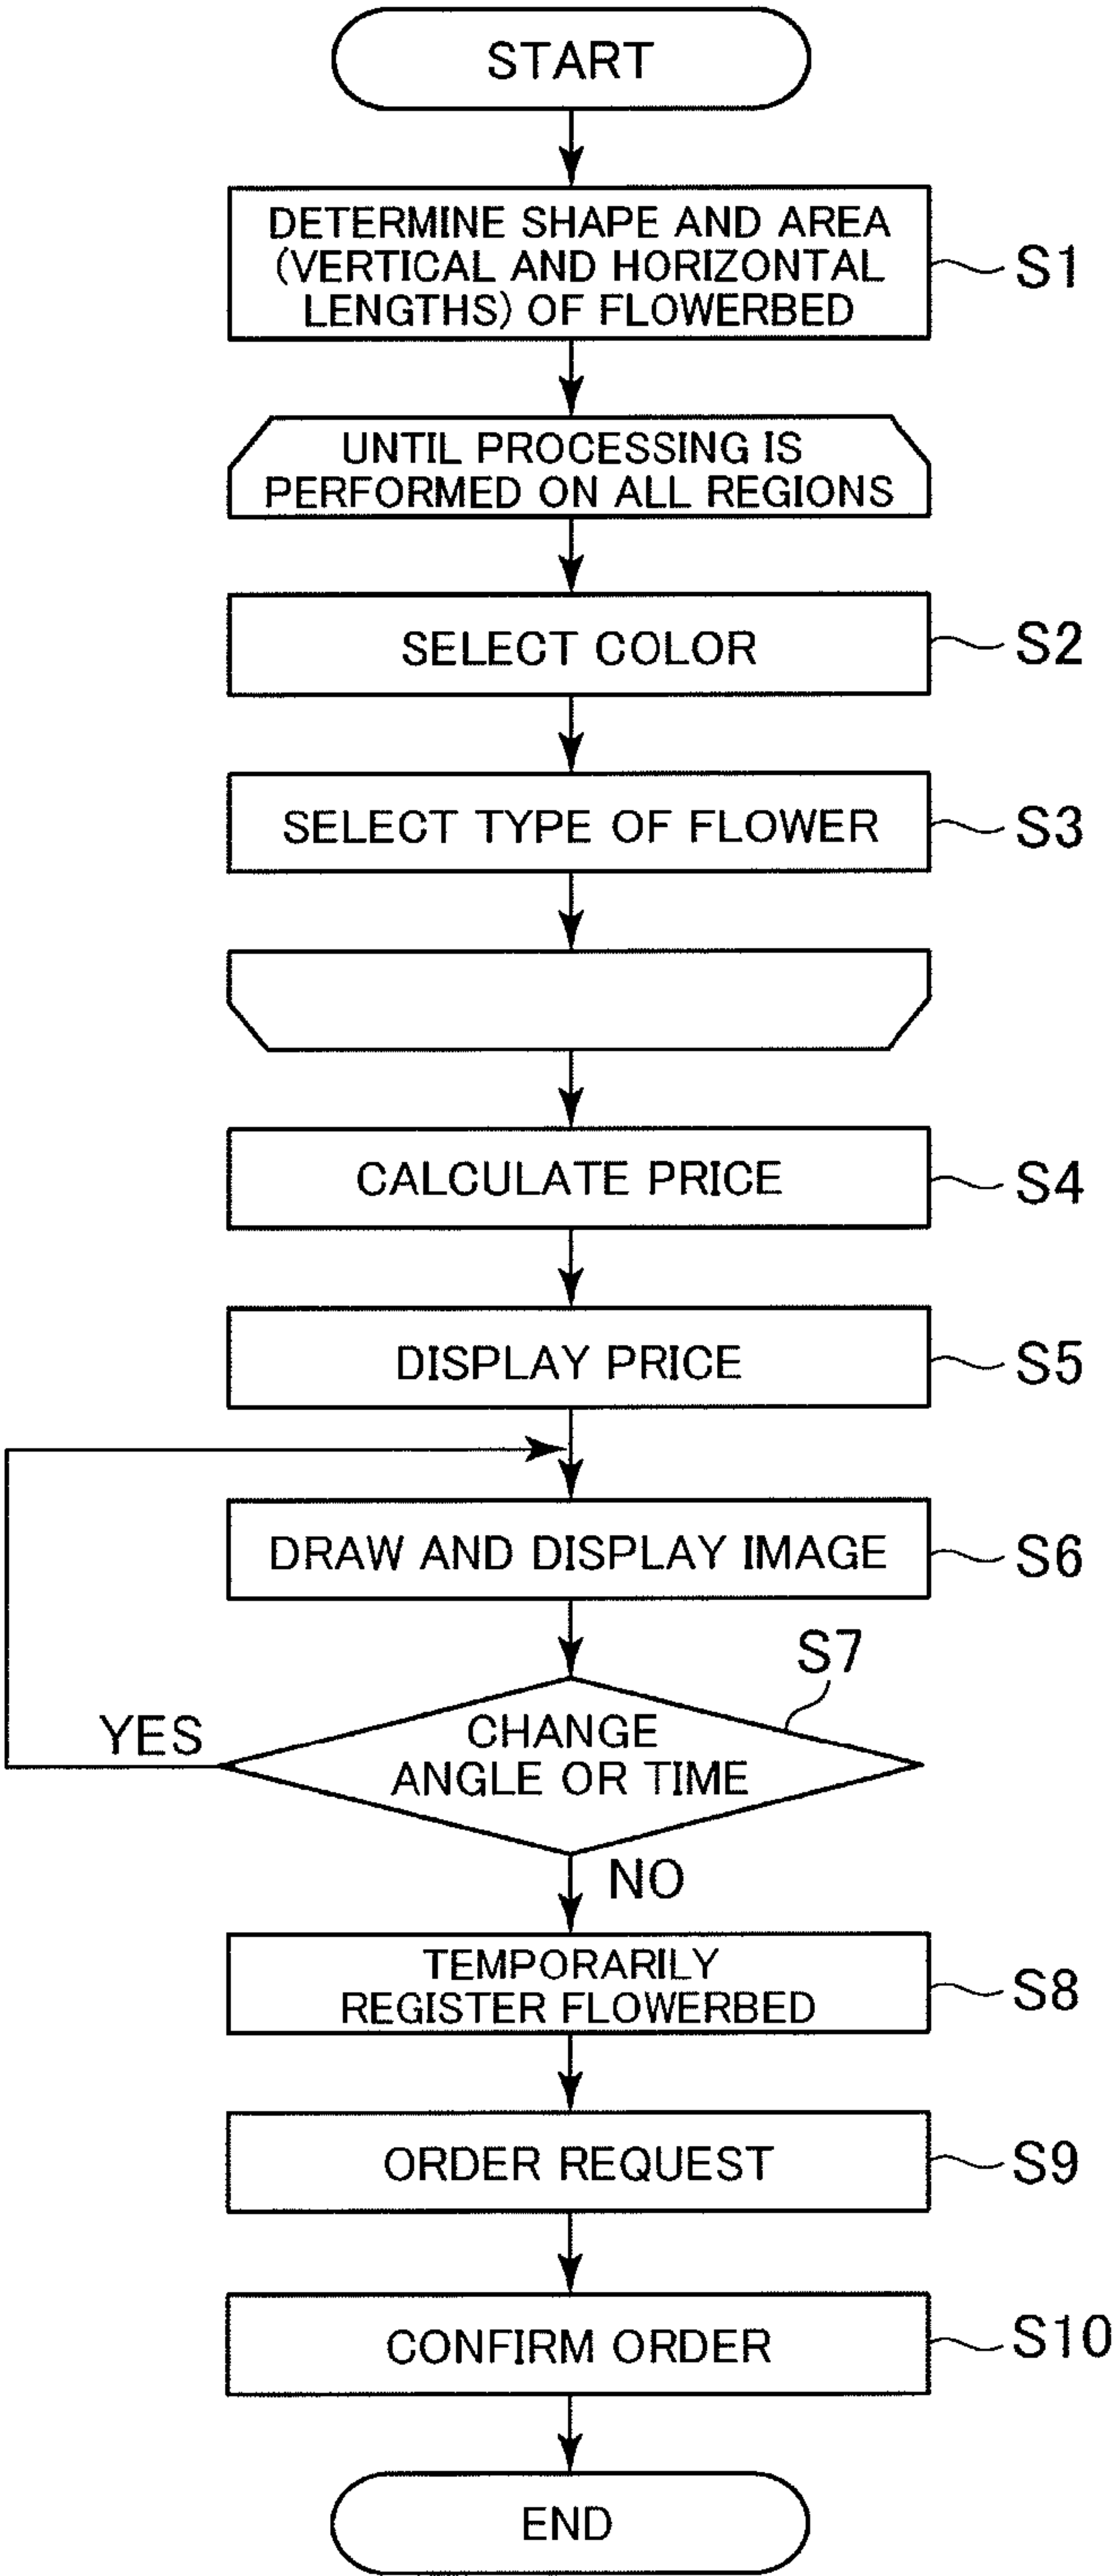 START
DETERMINE SHAPE AND AREA
(VERTICAL AND HORIZONTAL
LENGTHS) OF FLOWERBED
S1
UNTIL PROCESSING IS
PERFORMED ON ALL REGIONS
SELECT COLOR
S2
SELECT TYPE OF FLOWER
S3
CALCULATE PRICE
S4
DISPLAY PRICE
S5
DRAW AND DISPLAY IMAGE
S6
S7
CHANGE
ANGLE OR TIME
YES
NO
TEMPORARILY
REGISTER FLOWERBED
S8
ORDER REQUEST
S9
CONFIRM ORDER
S10
END